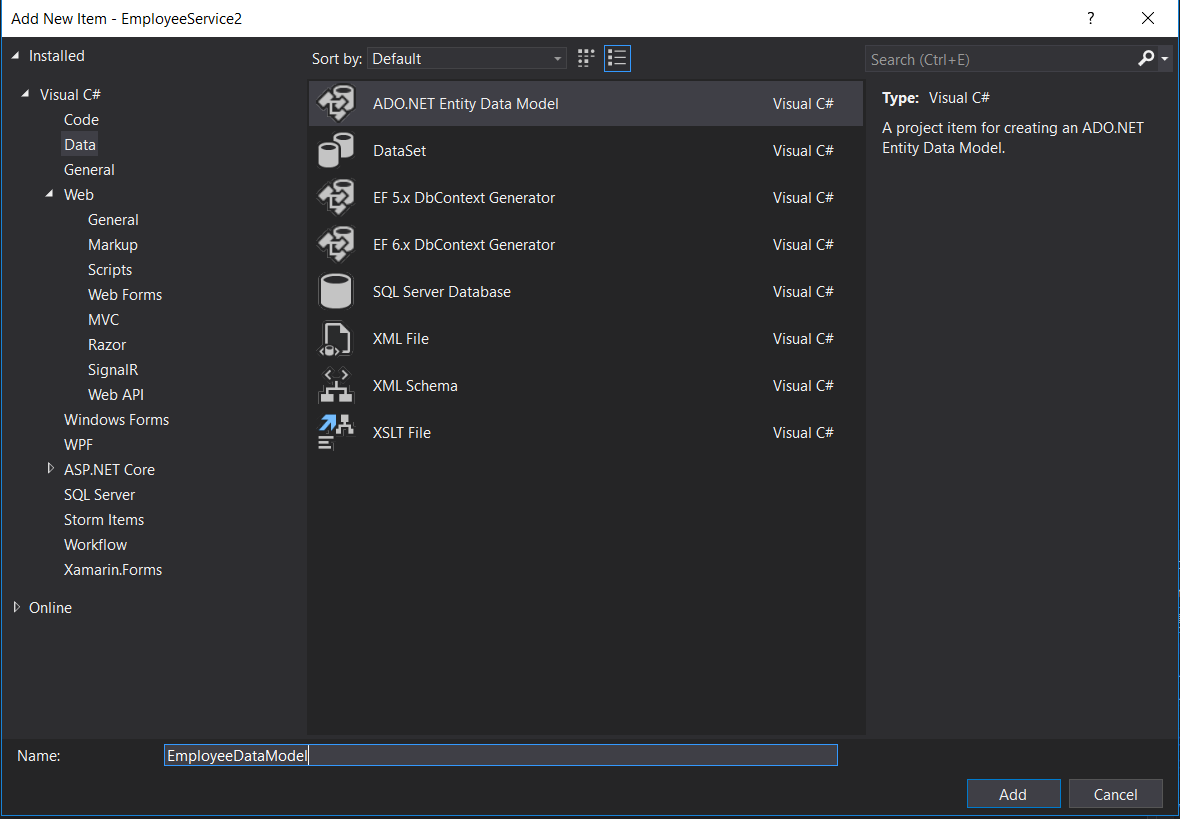 Add New Item - EmployeeService2
?
Installed
Sort by: Default
Search (Ctrl+E)
Visual C#
Code
Data
General
Web
General
Markup
Scripts
Web Forms
MVC
Razor
SignalR
Web API
Windows Forms
WPF
ASP.NET Core
SQL Server
Storm Items
Workflow
Xamarin.Forms
Online
ADO.NET Entity Data Model Visual C#
DataSet Visual C#
EF 5.x DbContext Generator Visual C#
EF 6.x DbContext Generator Visual C#
SQL Server Database Visual C#
XML File Visual C#
XML Schema Visual C#
XSLT File Visual C#
Type: Visual C#
A project item for creating an ADO.NET
Entity Data Model.
Name: EmployeeDataModel
Add Cancel